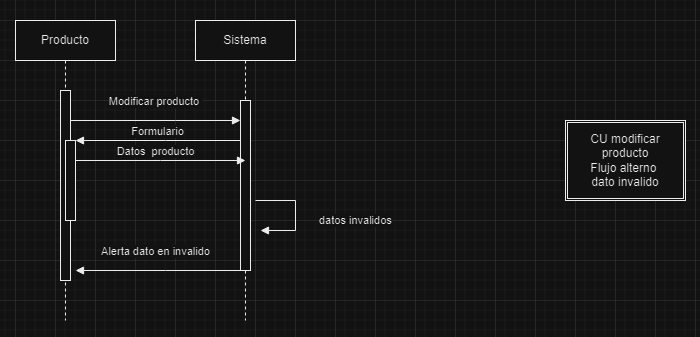 Producto
Sistema
Modificar producto
Formulario
Datos producto
datos invalidos
Alerta dato en invalido
CU modificar
producto
Flujo alterno
dato invalido